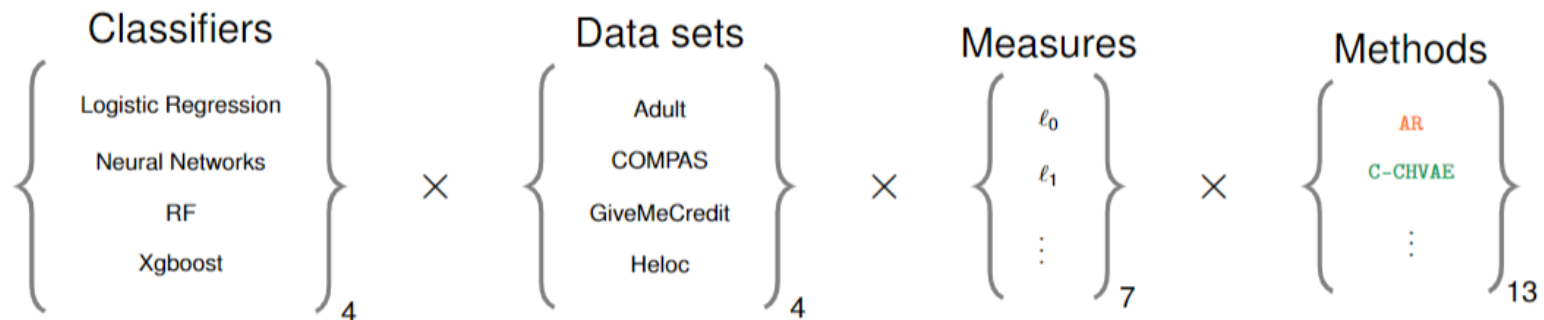 Classifiers
Logistic Regression
Neural Networks
RF
Xgboost
4
×
Data sets
Adult
COMPAS
GiveMeCredit
Heloc
4
×
Measures
ℓ₀
ℓ₁
⋮
7
×
Methods
AR
C-CHVAE
⋮
13